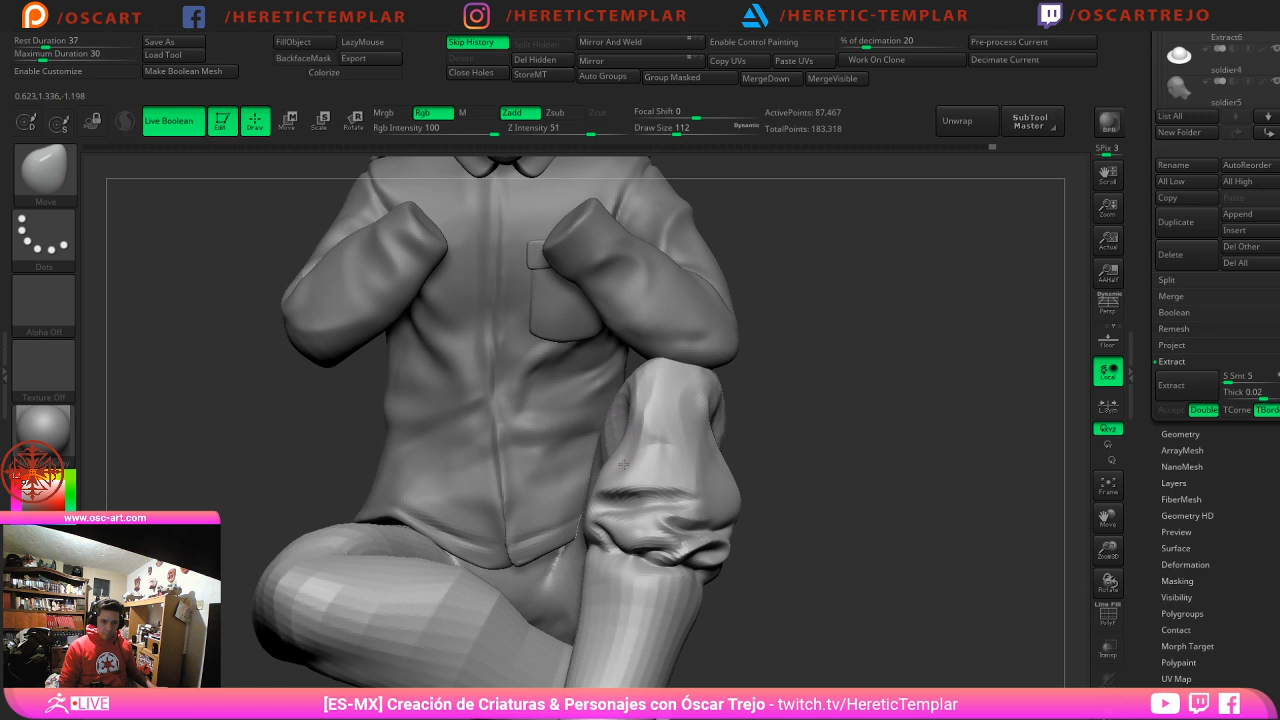 /OSCART
/HERETICTEMPLAR
/HERETICTEMPLAR
/HERETIC-TEMPLAR
/OSCARTREJO
Rest Duration 37
Maximum Duration 30
Enable Customize
Save As
Load Tool
Make Boolean Mesh
FillObject
LazyMouse
BackfaceMask
Export
Colorize
Skip History
Split Hidden
Delete
Del Hidden
Close Holes
StoreMT
Mirror And Weld
Mirror
Auto Groups
Group Masked
Enable Control Painting
Copy UVs
Paste UVs
MergeDown
MergeVisible
% of decimation 20
Work On Clone
Pre-process Current
Decimate Current
Extract6
soldier4
soldier5
0.623,1.336,-1.198
Live Boolean
Edit
Draw
Move
Scale
Rotate
Mrgb
Rgb
M
Rgb Intensity 100
Zadd
Zsub
Zcut
Z Intensity 51
Focal Shift 0
Draw Size 112
Dynamic
ActivePoints: 87,467
TotalPoints: 183,318
Unwrap
SubTool
Master
BPR
SPix 3
Scroll
Zoom
Actual
AAHalf
Dynamic
Persp
Floor
Local
L.Sym
XYZ
Frame
Move
Zoom3D
Rotate
Line Fill
PolyF
Transp
Move
Dots
Alpha Off
Texture Off
List All
New Folder
Rename
AutoReorder
All Low
All High
Copy
Paste
Duplicate
Append
Insert
Delete
Del Other
Del All
Split
Merge
Boolean
Remesh
Project
Extract
Extract
S Smt 5
Thick 0.02
Accept
Double
TCorne
TBord
Geometry
ArrayMesh
NanoMesh
Layers
FiberMesh
Geometry HD
Preview
Surface
Deformation
Masking
Visibility
Polygroups
Contact
Morph Target
Polypaint
UV Map
www.osc-art.com
LIVE
[ES-MX] Creación de Criaturas & Personajes con Óscar Trejo - twitch.tv/HereticTemplar